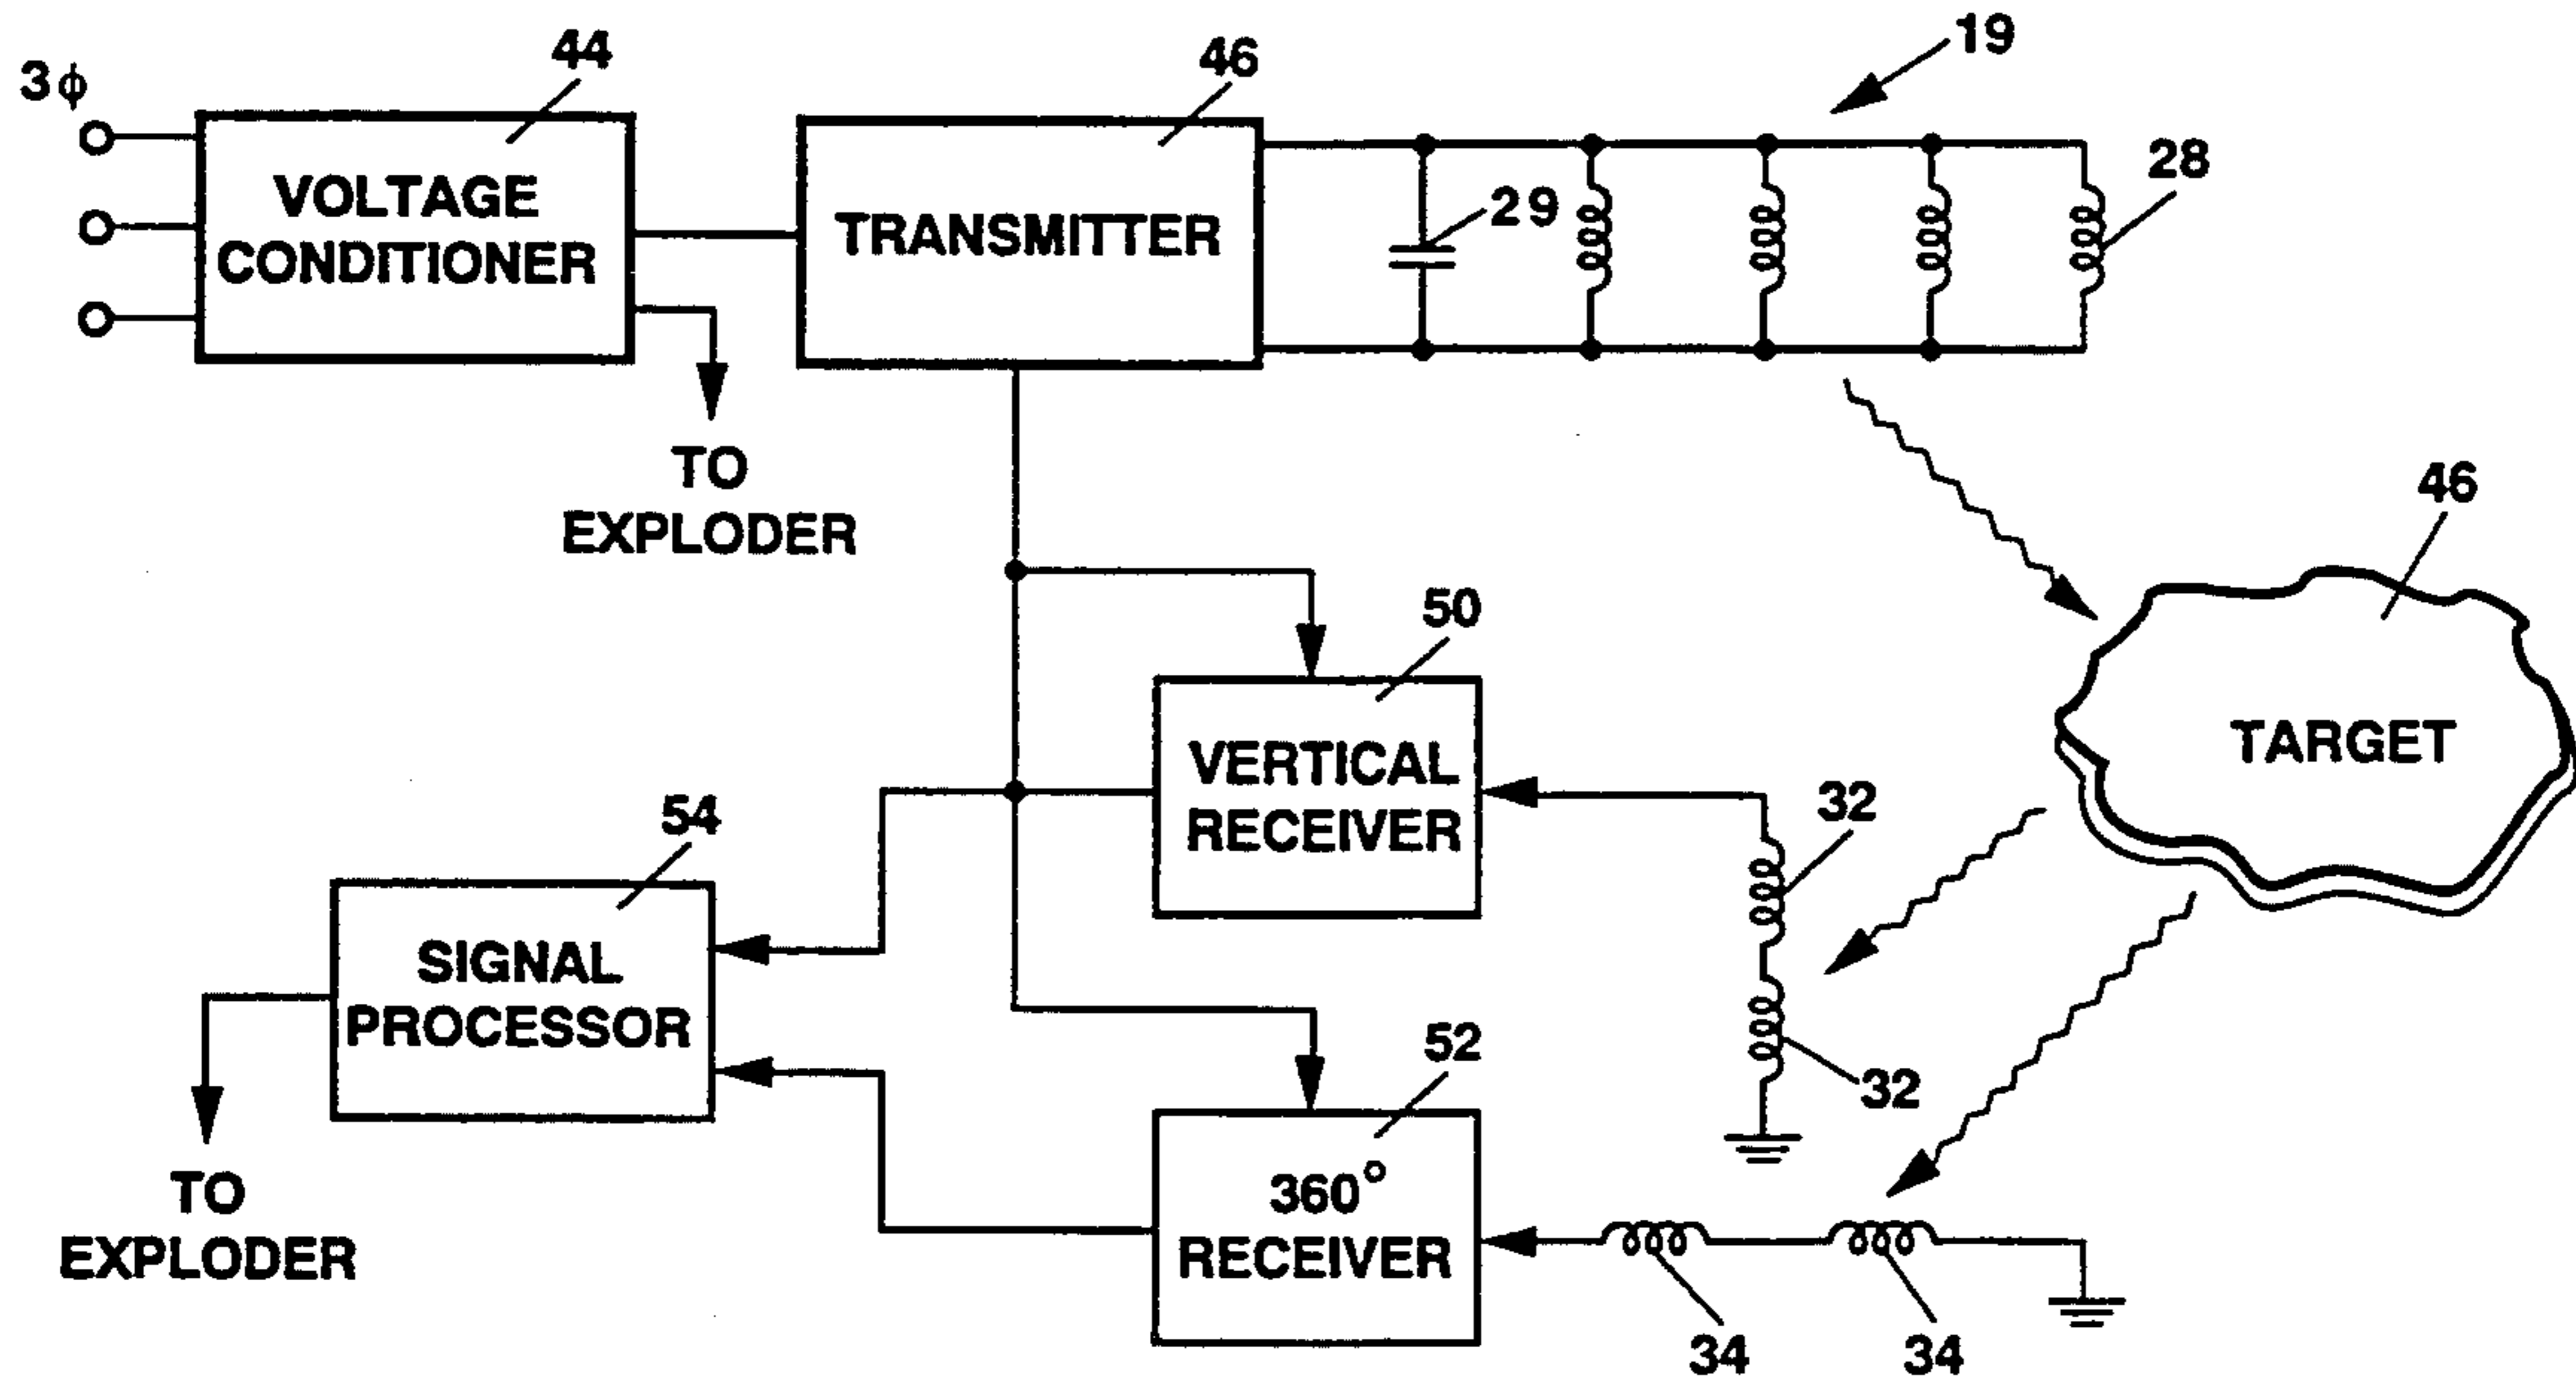 3ϕ
44
46
19
VOLTAGE
CONDITIONER
TRANSMITTER
29
28
TO
EXPLODER
46
TARGET
50
VERTICAL
RECEIVER
32
32
54
SIGNAL
PROCESSOR
TO
EXPLODER
52
360°
RECEIVER
34
34